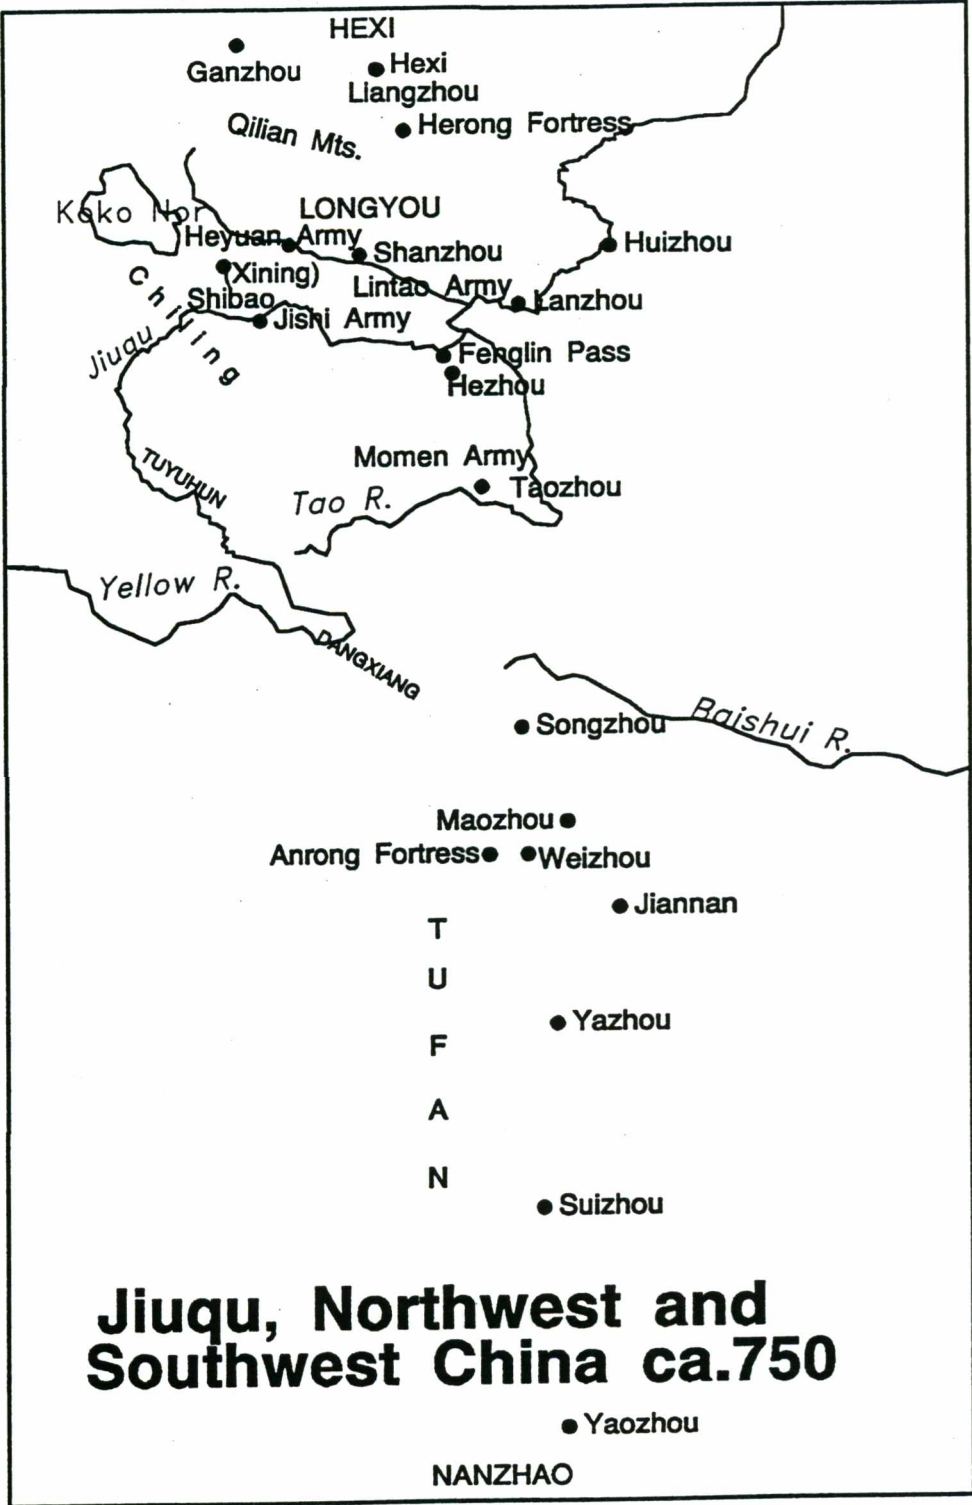 HEXI
Ganzhou
Hexi
Liangzhou
Herong Fortress
Qilian Mts.
Koko Nor
LONGYOU
Heyuan Army
Shanzhou
Huizhou
(Xining)
Lintao Army
Lanzhou
Shibao
Jishi Army
Chiling
Jiuqu
Fenglin Pass
Hezhou
Momen Army
TUYUHUN
Tao R.
Taozhou
Yellow R.
DANGXIANG
Songzhou
Baishui R.
Maozhou
Anrong Fortress
Weizhou
Jiannan
TUFAN
Yazhou
Suizhou
Jiuqu, Northwest and
Southwest China ca.750
Yaozhou
NANZHAO